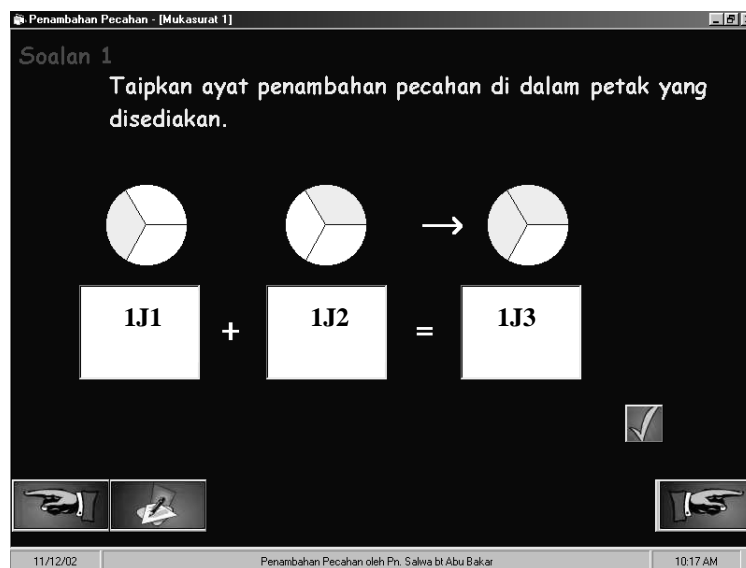 Penambahan Pecahan - [Mukasurat 1]
Soalan 1
Taipkan ayat penambahan pecahan di dalam petak yang
disediakan.
→
1J1 + 1J2 = 1J3
11/12/02 Penambahan Pecahan oleh Pn. Salwa bt Abu Bakar 10:17 AM